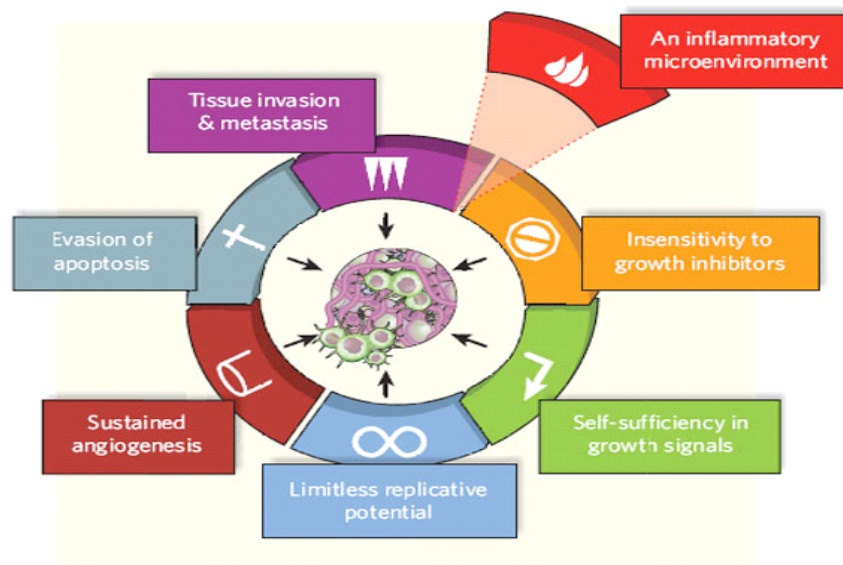 An inflammatory
microenvironment
Tissue invasion
& metastasis
Evasion of
apoptosis
Insensitivity to
growth inhibitors
Sustained
angiogenesis
Self-sufficiency in
growth signals
Limitless replicative
potential